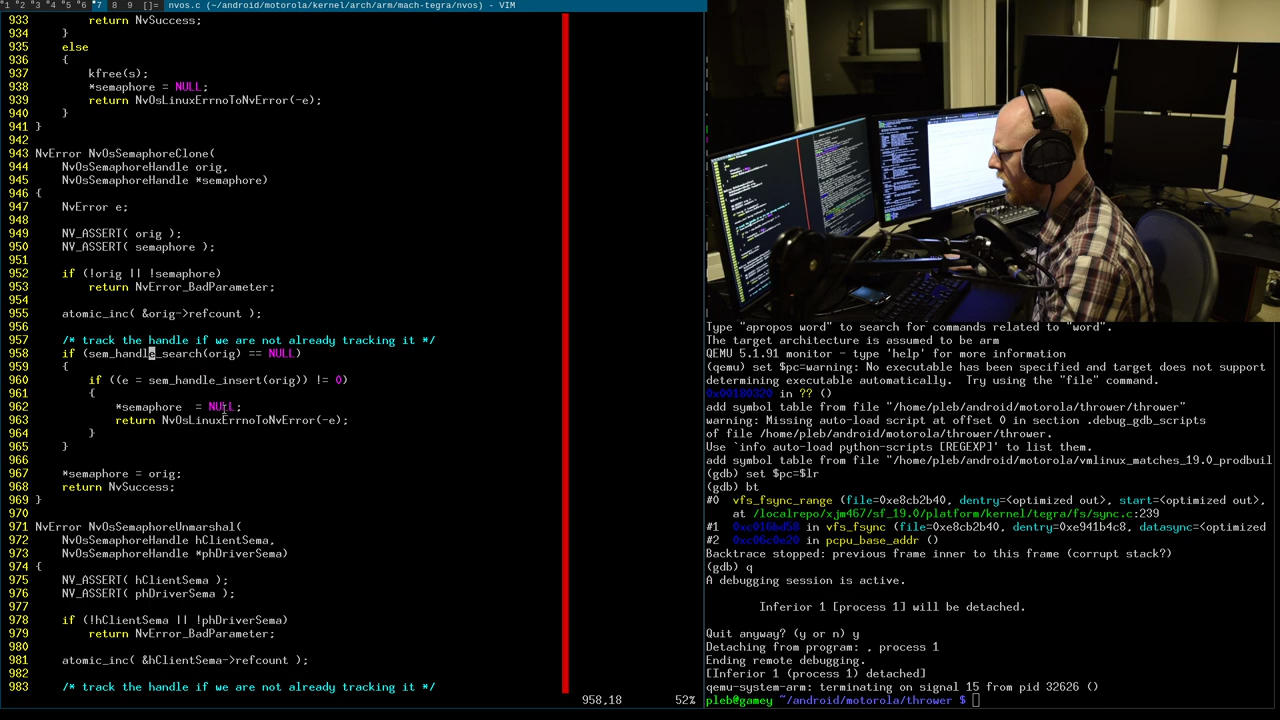 *1 *2 *3 *4 *5 *6 *7 8 9 []= nvos.c (~/android/motorola/kernel/arch/arm/mach-tegra/nvos) - VIM
933         return NvSuccess;
934     }
935     else
936     {
937         kfree(s);
938         *semaphore = NULL;
939         return NvOsLinuxErrnoToNvError(-e);
940     }
941 }
942
943 NvError NvOsSemaphoreClone(
944     NvOsSemaphoreHandle orig,
945     NvOsSemaphoreHandle *semaphore)
946 {
947     NvError e;
948
949     NV_ASSERT( orig );
950     NV_ASSERT( semaphore );
951
952     if (!orig || !semaphore)
953         return NvError_BadParameter;
954
955     atomic_inc( &orig->refcount );
956
957     /* track the handle if we are not already tracking it */
958     if (sem_handle_search(orig) == NULL)
959     {
960         if ((e = sem_handle_insert(orig)) != 0)
961         {
962             *semaphore  = NULL;
963             return NvOsLinuxErrnoToNvError(-e);
964         }
965     }
966
967     *semaphore = orig;
968     return NvSuccess;
969 }
970
971 NvError NvOsSemaphoreUnmarshal(
972     NvOsSemaphoreHandle hClientSema,
973     NvOsSemaphoreHandle *phDriverSema)
974 {
975     NV_ASSERT( hClientSema );
976     NV_ASSERT( phDriverSema );
977
978     if (!hClientSema || !phDriverSema)
979         return NvError_BadParameter;
980
981     atomic_inc( &hClientSema->refcount );
982
983     /* track the handle if we are not already tracking it */
958,18 52%
Type "apropos word" to search for commands related to "word".
The target architecture is assumed to be arm
QEMU 5.1.91 monitor - type 'help' for more information
(qemu) set $pc=warning: No executable has been specified and target does not support
determining executable automatically.  Try using the "file" command.
0x00180320 in ?? ()
add symbol table from file "/home/pleb/android/motorola/thrower/thrower"
warning: Missing auto-load script at offset 0 in section .debug_gdb_scripts
of file /home/pleb/android/motorola/thrower/thrower.
Use `info auto-load python-scripts [REGEXP]' to list them.
add symbol table from file "/home/pleb/android/motorola/vmlinux_matches_19.0_prodbuil
(gdb) set $pc=$lr
(gdb) bt
#0  vfs_fsync_range (file=0xe8cb2b40, dentry=<optimized out>, start=<optimized out>,
    at /localrepo/xjm467/sf_19.0/platform/kernel/tegra/fs/sync.c:239
#1  0xc016bd58 in vfs_fsync (file=0xe8cb2b40, dentry=0xe941b4c8, datasync=<optimized
#2  0xc06c0e20 in pcpu_base_addr ()
Backtrace stopped: previous frame inner to this frame (corrupt stack?)
(gdb) q
A debugging session is active.
        Inferior 1 [process 1] will be detached.
Quit anyway? (y or n) y
Detaching from program: , process 1
Ending remote debugging.
[Inferior 1 (process 1) detached]
qemu-system-arm: terminating on signal 15 from pid 32626 ()
pleb@gamey ~/android/motorola/thrower $